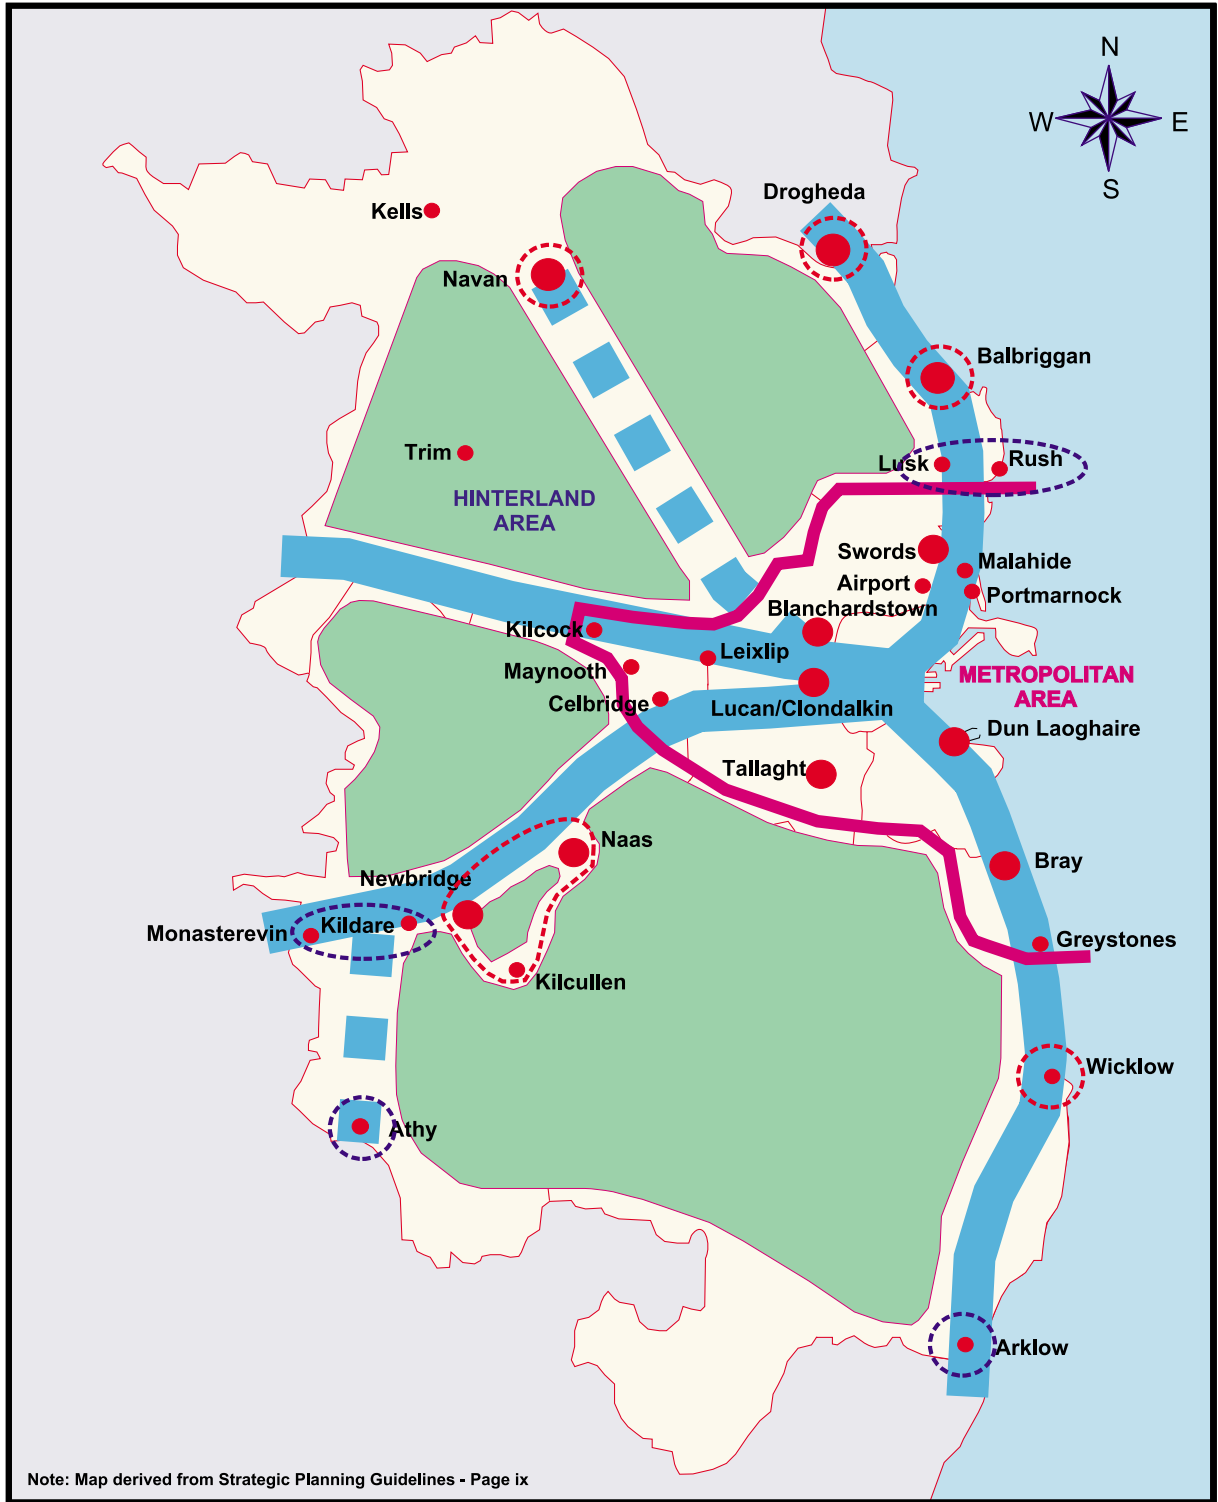 N
W
E
S
Drogheda
Kells
Navan
Balbriggan
Trim
Lusk
Rush
HINTERLAND
AREA
Swords
Malahide
Airport
Portmarnock
Blanchardstown
Kilcock
Leixlip
Maynooth
METROPOLITAN
AREA
Celbridge
Lucan/Clondalkin
Dun Laoghaire
Tallaght
Naas
Bray
Newbridge
Kildare
Monasterevin
Greystones
Kilcullen
Wicklow
Athy
Arklow
Note: Map derived from Strategic Planning Guidelines - Page ix